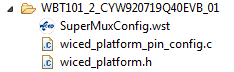 WBT101_2_CYW920719Q40EVB_01
SuperMuxConfig.wst
wiced_platform_pin_config.c
wiced_platform.h